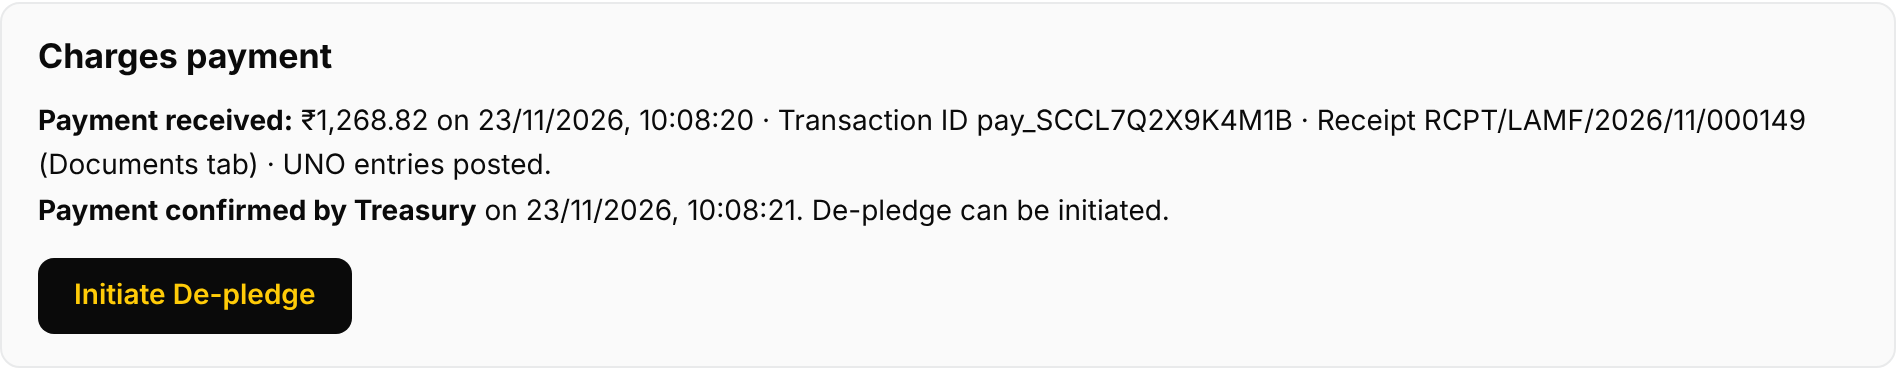 Charges payment
Payment received: ₹1,268.82 on 23/11/2026, 10:08:20 · Transaction ID pay_SCCL7Q2X9K4M1B · Receipt RCPT/LAMF/2026/11/000149
(Documents tab) · UNO entries posted.
Payment confirmed by Treasury on 23/11/2026, 10:08:21. De-pledge can be initiated.
Initiate De-pledge